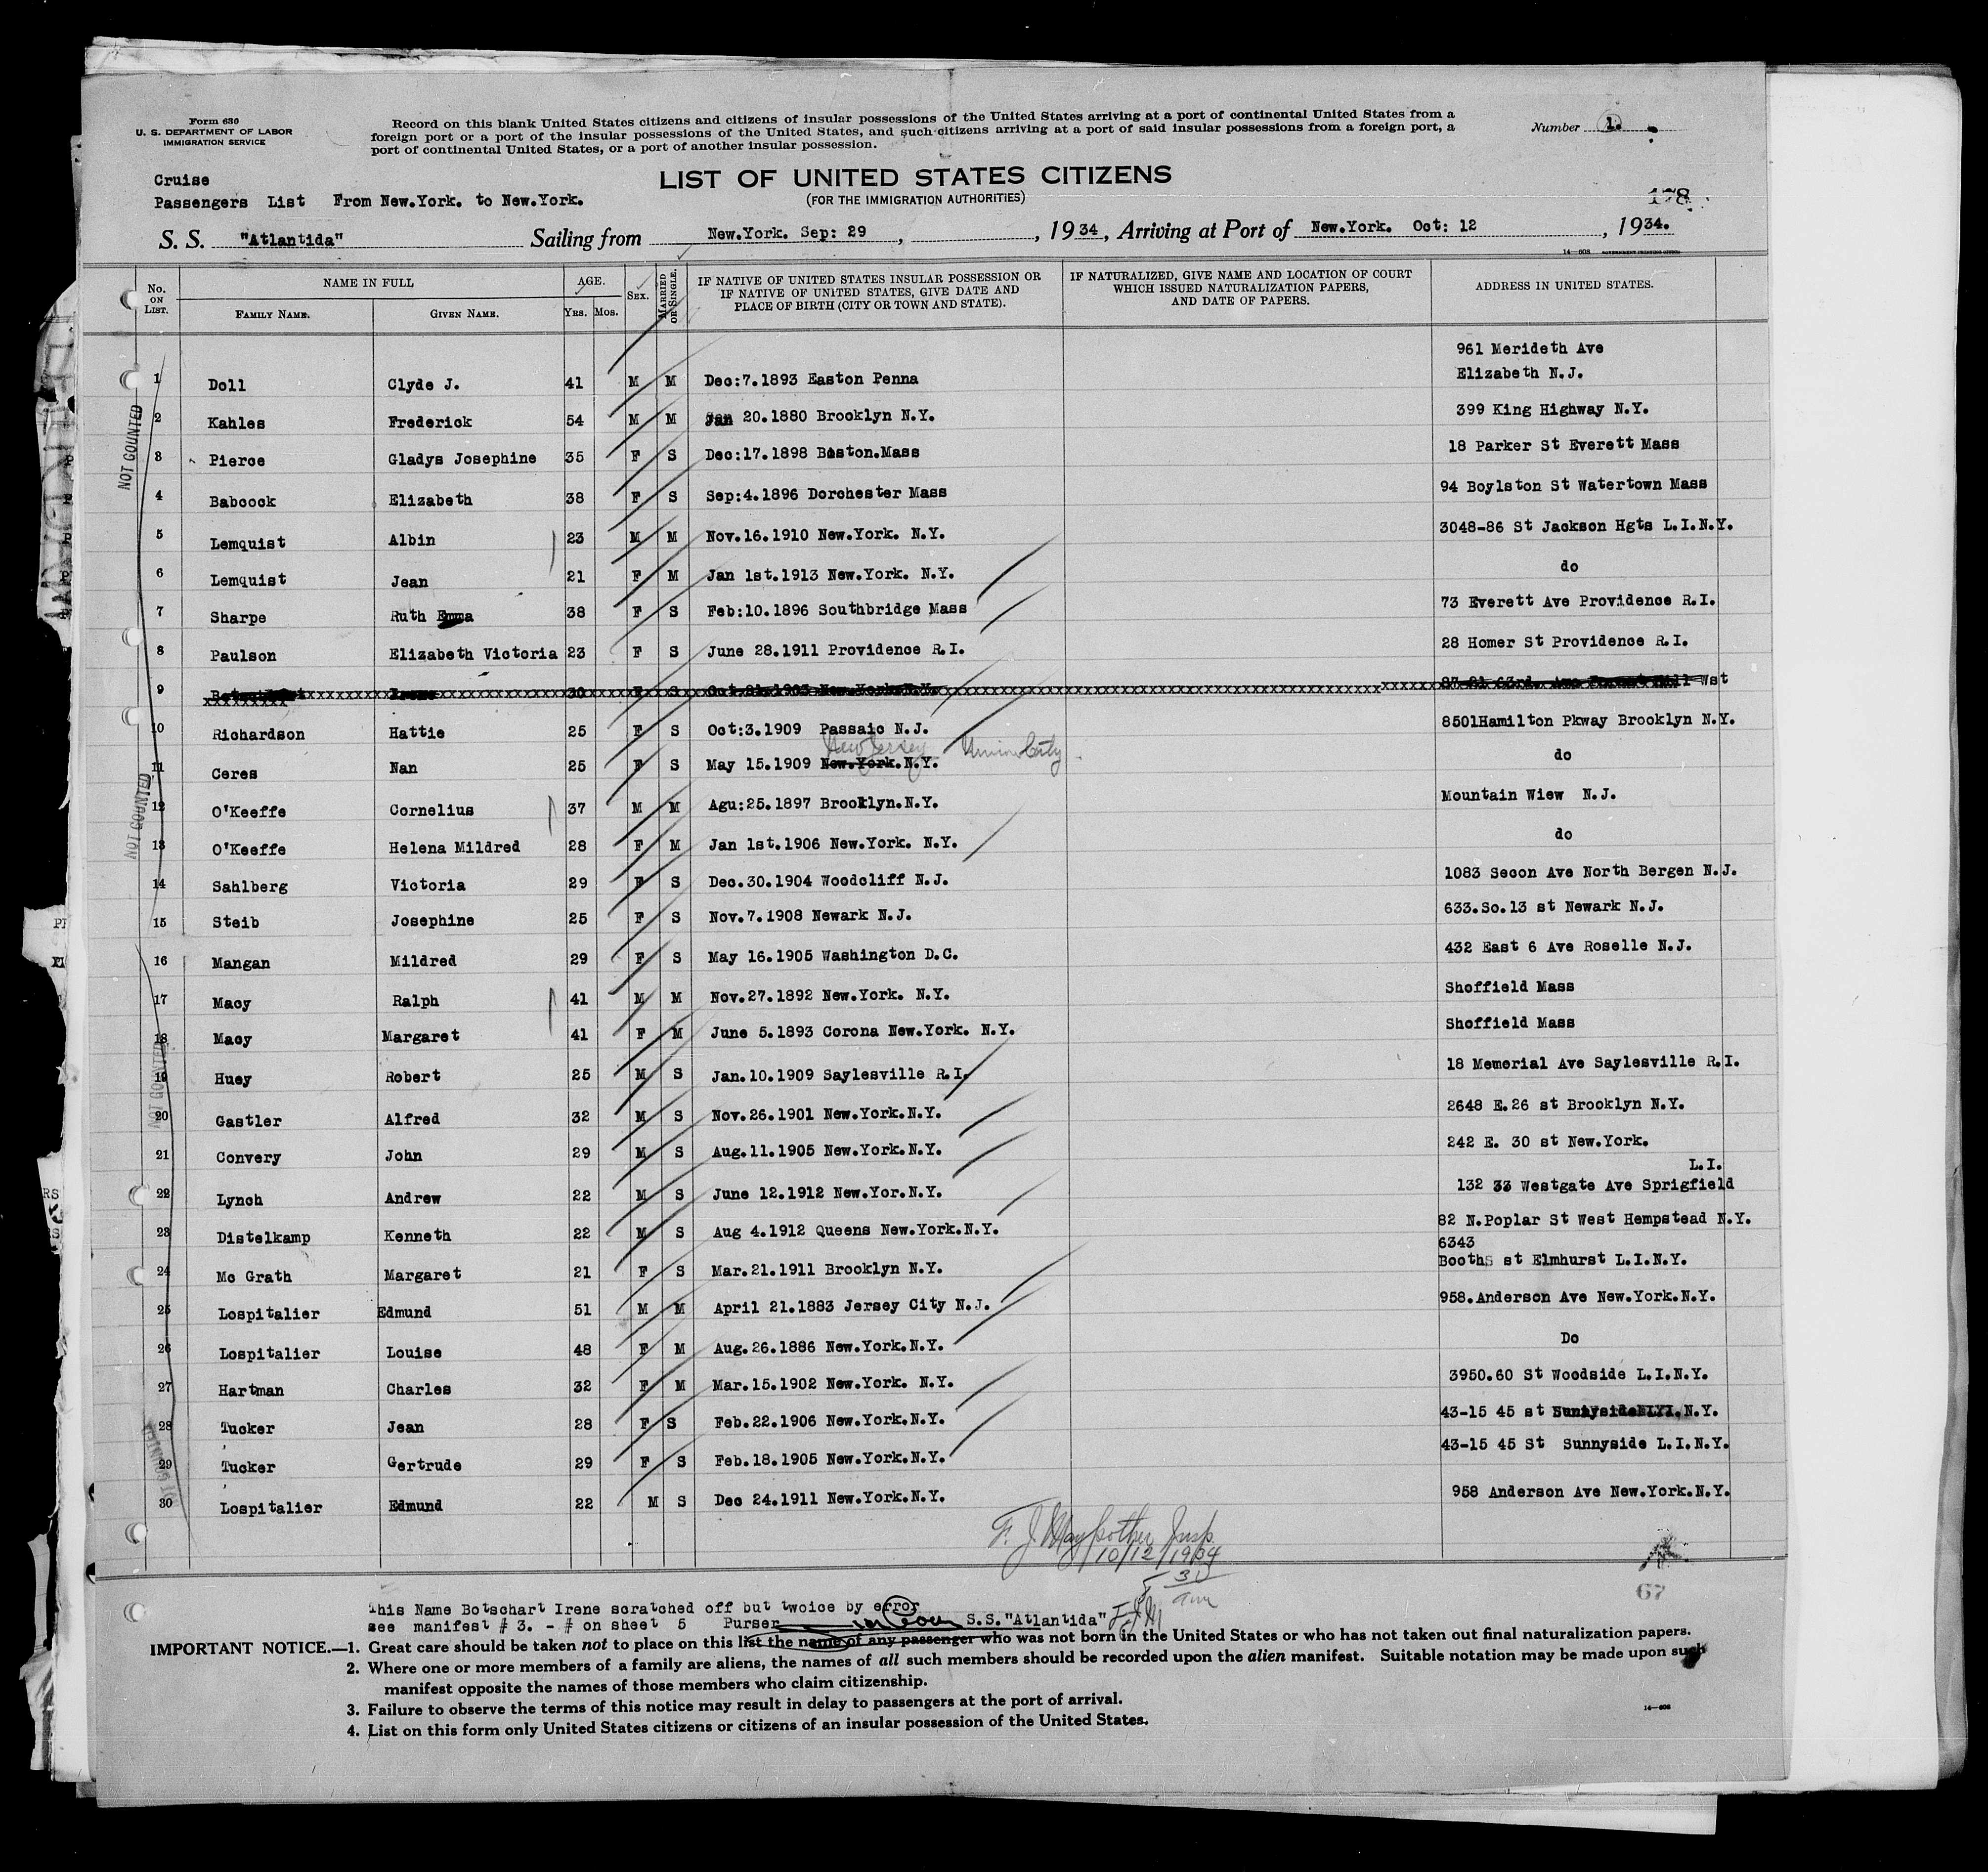 Form 630
U. S. DEPARTMENT OF LABOR
IMMIGRATION SERVICE
Record on this blank United States citizens and citizens of insular possessions of the United States arriving at a port of continental United States from a
foreign port or a port of the insular possessions of the United States, and such citizens arriving at a port of said insular possessions from a foreign port, a
port of continental United States, or a port of another insular possession.
Number 1.
Cruise
Passengers List From New.York. to New.York.
LIST OF UNITED STATES CITIZENS
(FOR THE IMMIGRATION AUTHORITIES)
178
S. S. "Atlantida" Sailing from New.York. Sep: 29 , , 1934, Arriving at Port of New.York. Oct: 12 , 1934.
14—608
No. ON LIST. NAME IN FULL FAMILY NAME. GIVEN NAME. AGE. YRS. MOS. SEX. MARRIED OR SINGLE. IF NATIVE OF UNITED STATES INSULAR POSSESSION OR IF NATIVE OF UNITED STATES, GIVE DATE AND PLACE OF BIRTH (CITY OR TOWN AND STATE). IF NATURALIZED, GIVE NAME AND LOCATION OF COURT WHICH ISSUED NATURALIZATION PAPERS, AND DATE OF PAPERS. ADDRESS IN UNITED STATES.
961 Merideth Ave
1 Doll Clyde J. 41 M M Dec:7.1893 Easton Penna Elizabeth N.J.
2 Kahles Frederick 54 M M Jan 20.1880 Brooklyn N.Y. 399 King Highway N.Y.
3 Pierce Gladys Josephine 35 F S Dec:17.1898 Boston.Mass 18 Parker St Everett Mass
4 Babcock Elizabeth 38 F S Sep:4.1896 Dorchester Mass 94 Boylston St Watertown Mass
5 Lemquist Albin 23 M M Nov.16.1910 New.York. N.Y. 3048-86 St Jackson Hgts L.I.N.Y.
6 Lemquist Jean 21 F M Jan 1st.1913 New.York. N.Y. do
7 Sharpe Ruth Emma 38 F S Feb:10.1896 Southbridge Mass 73 Everett Ave Providence R.I.
8 Paulson Elizabeth Victoria 23 F S June 28.1911 Providence R.I. 28 Homer St Providence R.I.
9 Irene 30 F S Oct 21.1903 New.York.N.Y. 87-81 63rd. Ave Forest Hill Wst
10 Richardson Hattie 25 F S Oct:3.1909 Passaic N.J. 8501Hamilton Pkway Brooklyn N.Y.
New Jersey Union City
11 Ceres Nan 25 F S May 15.1909 New.York.N.Y. do
12 O'Keeffe Cornelius 37 M M Agu:25.1897 Brooklyn.N.Y. Mountain Wiew N.J.
13 O'Keeffe Helena Mildred 28 F M Jan 1st.1906 New.York. N.Y. do
14 Sahlberg Victoria 29 F S Dec.30.1904 Woodcliff N.J. 1083 Secon Ave North Bergen N.J.
15 Steib Josephine 25 F S Nov.7.1908 Newark N.J. 633.So.13 st Newark N.J.
16 Mangan Mildred 29 F S May 16.1905 Washington D.C. 432 East 6 Ave Roselle N.J.
17 Macy Ralph 41 M M Nov.27.1892 New.York. N.Y. Shoffield Mass
18 Macy Margaret 41 F M June 5.1893 Corona New.York. N.Y. Shoffield Mass
19 Huey Robert 25 M S Jan.10.1909 Saylesville R.I. 18 Memorial Ave Saylesville R.I.
20 Gastler Alfred 32 M S Nov.26.1901 New.York.N.Y. 2648 E.26 st Brooklyn N.Y.
21 Convery John 29 M S Aug.11.1905 New.York.N.Y. 242 E. 30 st New.York.
L.I.
22 Lynch Andrew 22 M S June 12.1912 New.Yor.N.Y. 132 33 Westgate Ave Sprigfield
23 Distelkamp Kenneth 22 M S Aug 4.1912 Queens New.York.N.Y. 82 N.Poplar St West Hempstead N.Y.
6343
24 Mc Grath Margaret 21 F S Mar.21.1911 Brooklyn N.Y. Booths st Elmhurst L.I.N.Y.
25 Lospitalier Edmund 51 M M April 21.1883 Jersey City N.J. 958.Anderson Ave New.York.N.Y.
26 Lospitalier Louise 48 F M Aug.26.1886 New.York.N.Y. Do
27 Hartman Charles 32 F M Mar.15.1902 New.York. N.Y. 3950.60 St Woodside L.I.N.Y.
28 Tucker Jean 28 F S Feb.22.1906 New.York.N.Y. 43-15 45 st N.Y.
29 Tucker Gertrude 29 F S Feb.18.1905 New.York.N.Y. 43-15 45 St Sunnyside L.I.N.Y.
30 Lospitalier Edmund 22 M S Dec 24.1911 New.York.N.Y. 958 Anderson Ave New.York.N.Y.
NOT COUNTED
NOT COUNTED
NOT COUNTED
F. J. Insp.
10/12/1934
67
This Name Botschart Irene scratched off but twoice by error
see manifest # 3. - # on sheet 5 Purser S.S."Atlantida"
IMPORTANT NOTICE.—1. Great care should be taken not to place on this list the name of any passenger who was not born in the United States or who has not taken out final naturalization papers.
2. Where one or more members of a family are aliens, the names of all such members should be recorded upon the alien manifest. Suitable notation may be made upon such
manifest opposite the names of those members who claim citizenship.
3. Failure to observe the terms of this notice may result in delay to passengers at the port of arrival.
4. List on this form only United States citizens or citizens of an insular possession of the United States.
14—608